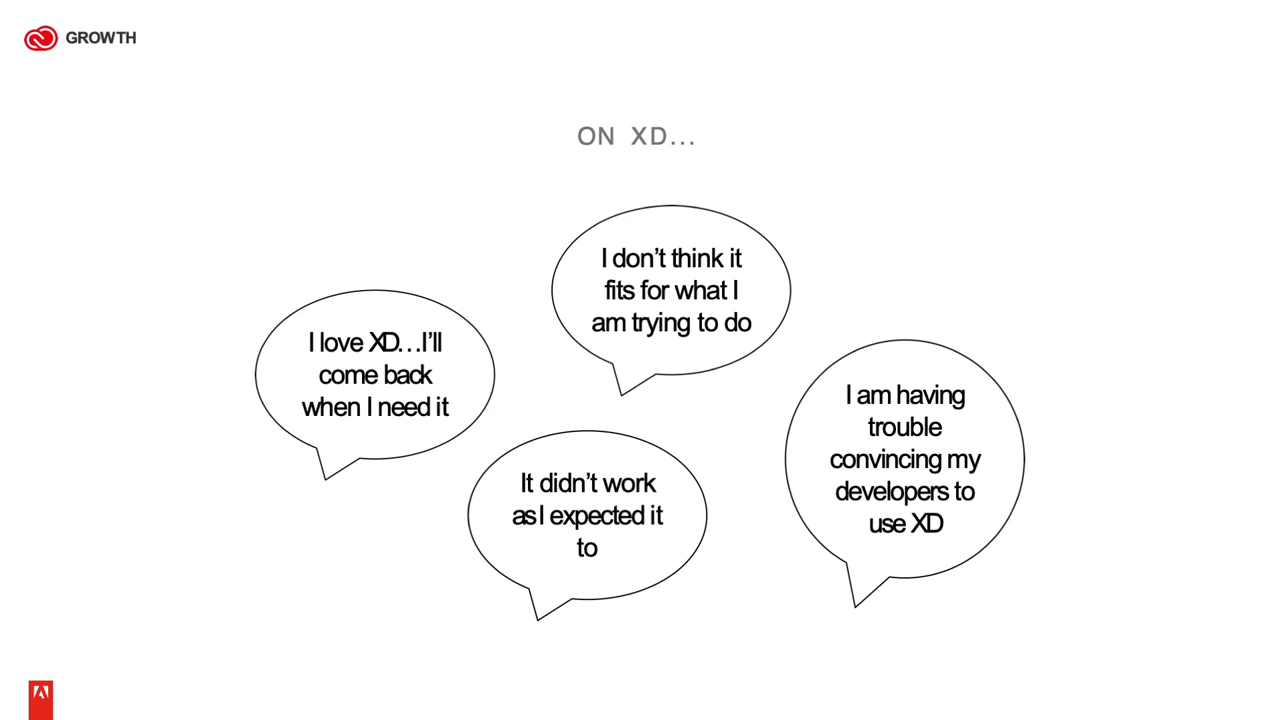 GROWTH
ON XD...
I don't think it
fits for what I
am trying to do
I love XD...I'll
come back
when I need it
I am having
trouble
convincing my
developers to
use XD
It didn't work
as I expected it
to